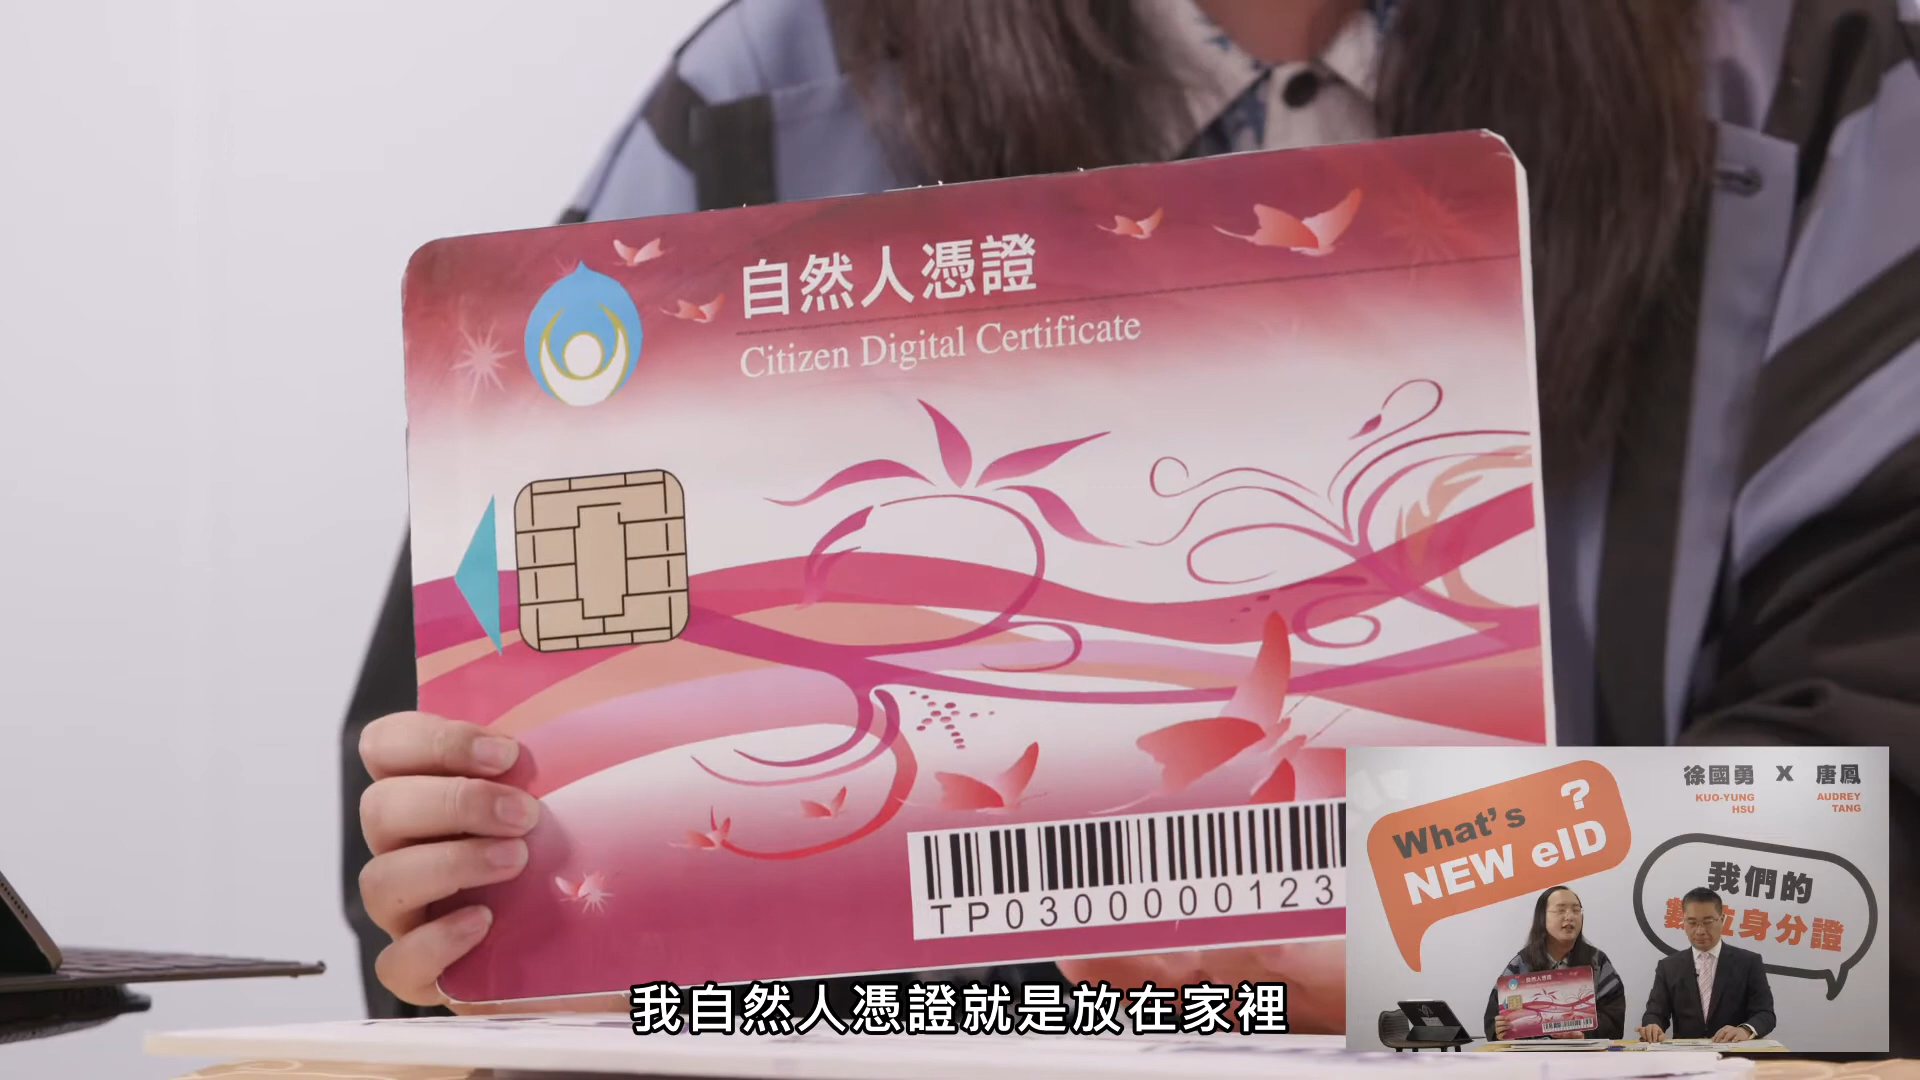 自然人憑證
Citizen Digital Certificate
TP0300000123
What's
NEW eID
?
徐國勇 X 唐鳳
KUO-YUNG
HSU
AUDREY
TANG
我們的
數位身分證
我自然人憑證就是放在家裡